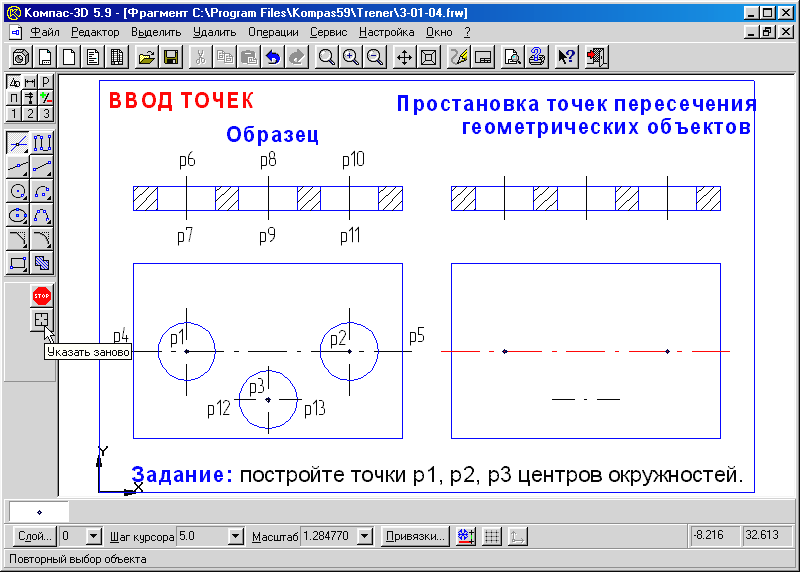 Компас-3D 5.9 - [Фрагмент C:\Program Files\Kompas59\Trener\3-01-04.frw]
Файл Редактор Выделить Удалить Операции Сервис Настройка Окно ?
P
П
1 2 3
STOP
Указать заново
ВВОД ТОЧЕК
Образец
Простановка точек пересечения
геометрических объектов
p6 p8 p10
p7 p9 p11
p4 p1 p2 p5
p3
p12 p13
Y
X
Задание: постройте точки p1, p2, p3 центров окружностей.
Слой... 0 Шаг курсора 5.0 Масштаб 1.284770 Привязки... -8.216 32.613
Повторный выбор объекта